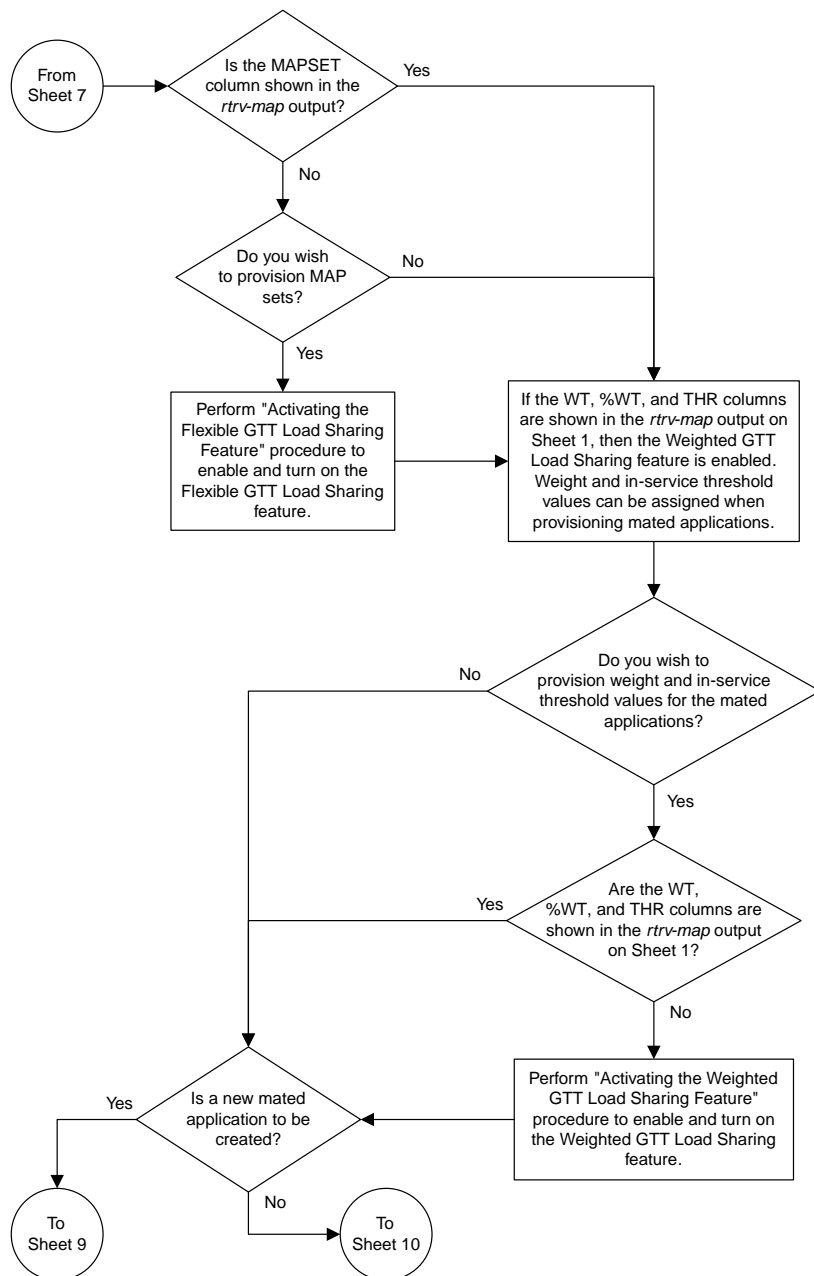 From
Sheet 7
Is the MAPSET
column shown in the
rtrv-map
output?
Yes
No
Do you wish
to provision MAP
sets?
No
Yes
Perform "Activating the
Flexible GTT Load Sharing
Feature" procedure to
enable and turn on the
Flexible GTT Load Sharing
feature.
If the WT, %WT, and THR columns
are shown in the rtrv-map output on
Sheet 1, then the Weighted GTT
Load Sharing feature is enabled.
Weight and in-service threshold
values can be assigned when
provisioning mated applications.
Do you wish to
provision weight and in-service
threshold values for the mated
applications?
No
Yes
Are the WT,
%WT, and THR columns are
shown in the rtrv-map output
on Sheet 1?
Yes
No
Perform "Activating the Weighted
GTT Load Sharing Feature"
procedure to enable and turn on
the Weighted GTT Load Sharing
feature.
Is a new mated
application to be
created?
Yes
No
To
Sheet 9
To
Sheet 10